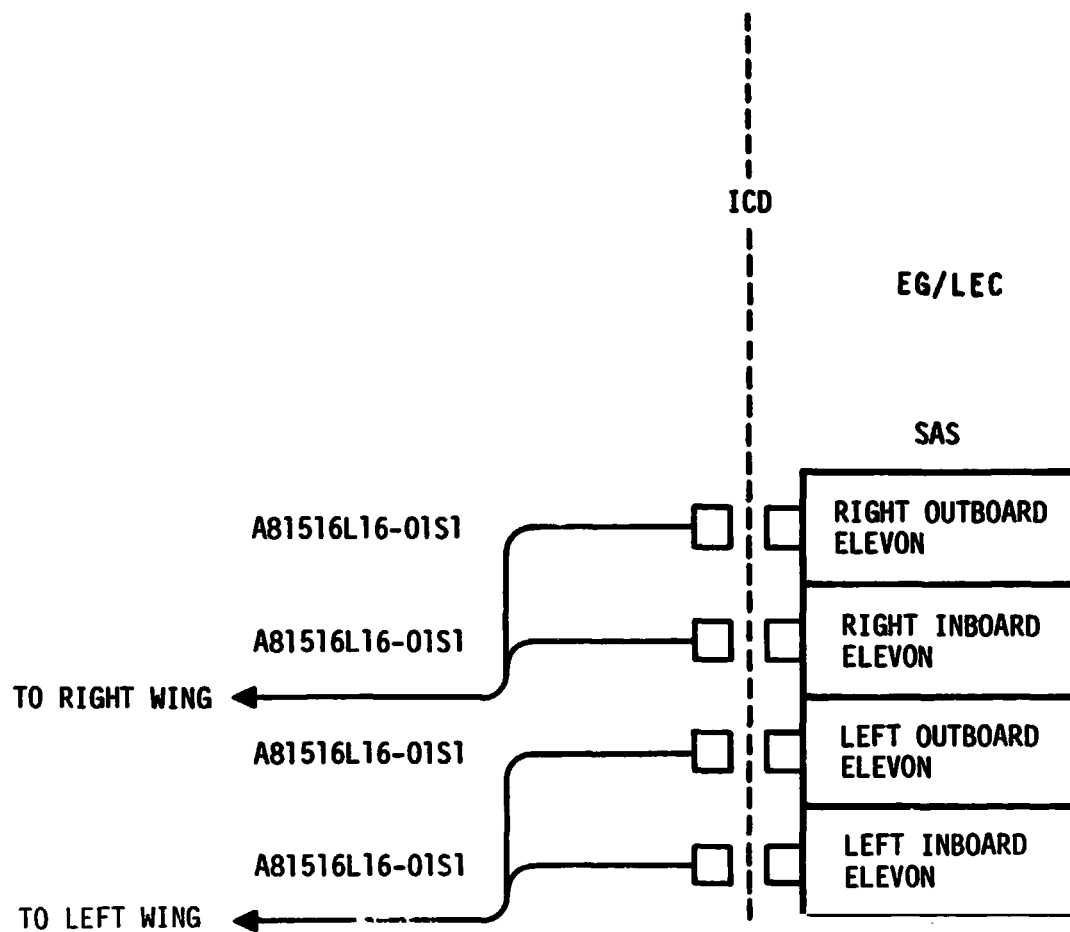 ICD
EG/LEC
SAS
A81516L16-01S1
RIGHT OUTBOARD
ELEVON
A81516L16-01S1
RIGHT INBOARD
ELEVON
TO RIGHT WING
A81516L16-01S1
LEFT OUTBOARD
ELEVON
A81516L16-01S1
LEFT INBOARD
ELEVON
TO LEFT WING